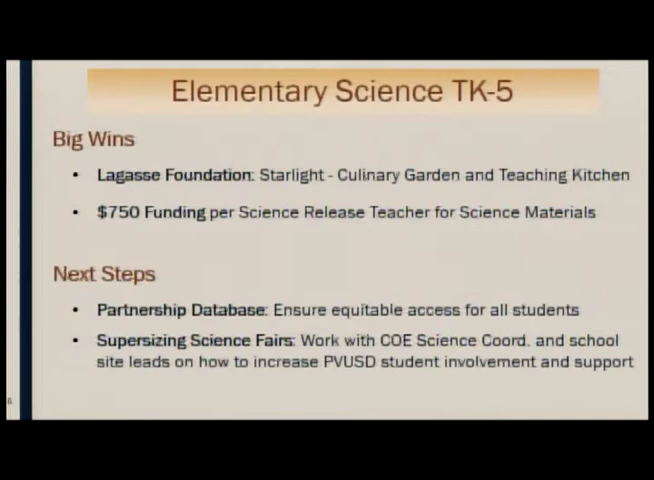 Elementary Science TK-5
Big Wins
• Lagasse Foundation: Starlight - Culinary Garden and Teaching Kitchen
• $750 Funding per Science Release Teacher for Science Materials
Next Steps
• Partnership Database: Ensure equitable access for all students
• Supersizing Science Fairs: Work with COE Science Coord. and school
site leads on how to increase PVUSD student involvement and support